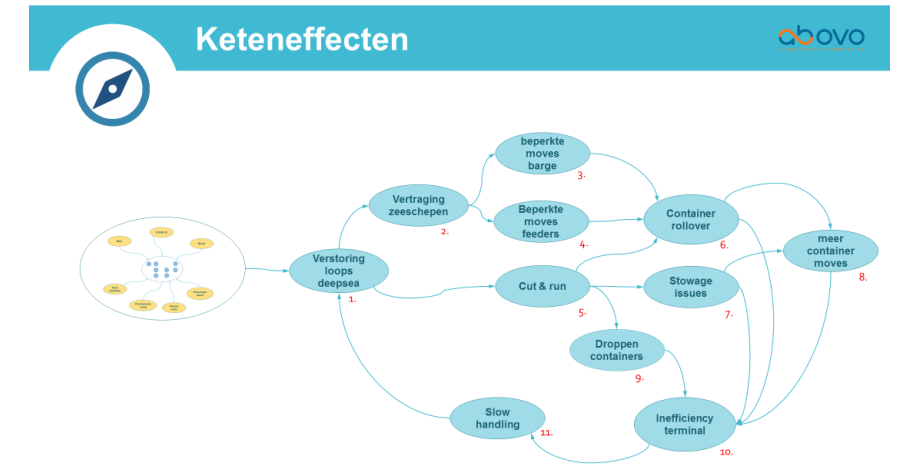 Keteneffecten
abovo
beperkte
moves
barge
3.
Vertraging
zeeschepen
2.
Beperkte
moves
feeders
4.
Container
rollover
6.
meer
container
moves
8.
Verstoring
loops
deepsea
1.
Cut & run
5.
Stowage
issues
7.
Droppen
containers
9.
Slow
handling
11.
Inefficiency
terminal
10.